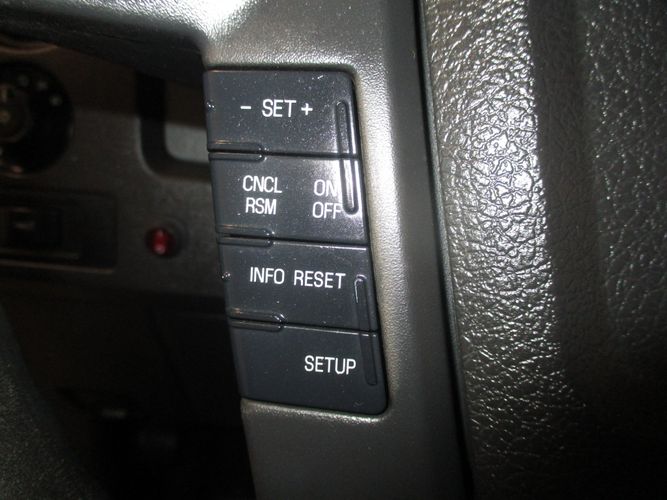 - SET +
CNCL ON
RSM OFF
INFO RESET
SETUP